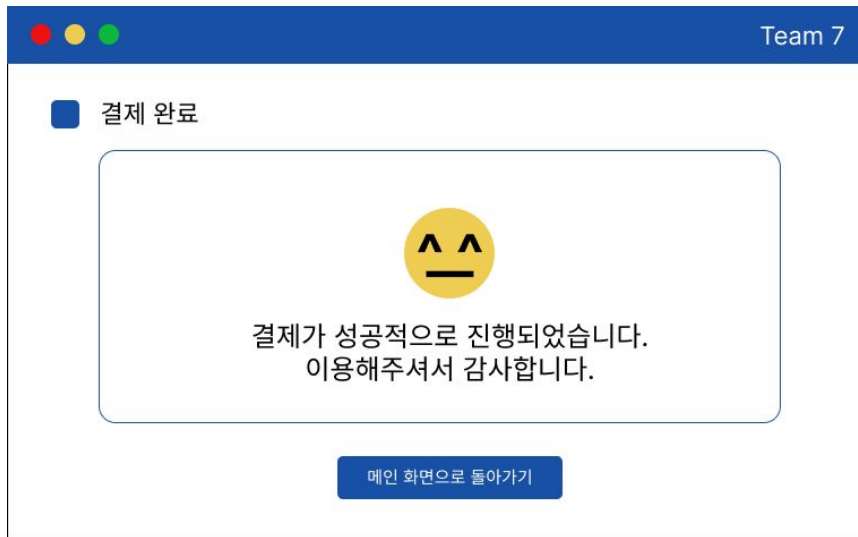 Team 7
결제 완료
결제가 성공적으로 진행되었습니다.
이용해주셔서 감사합니다.
메인 화면으로 돌아가기